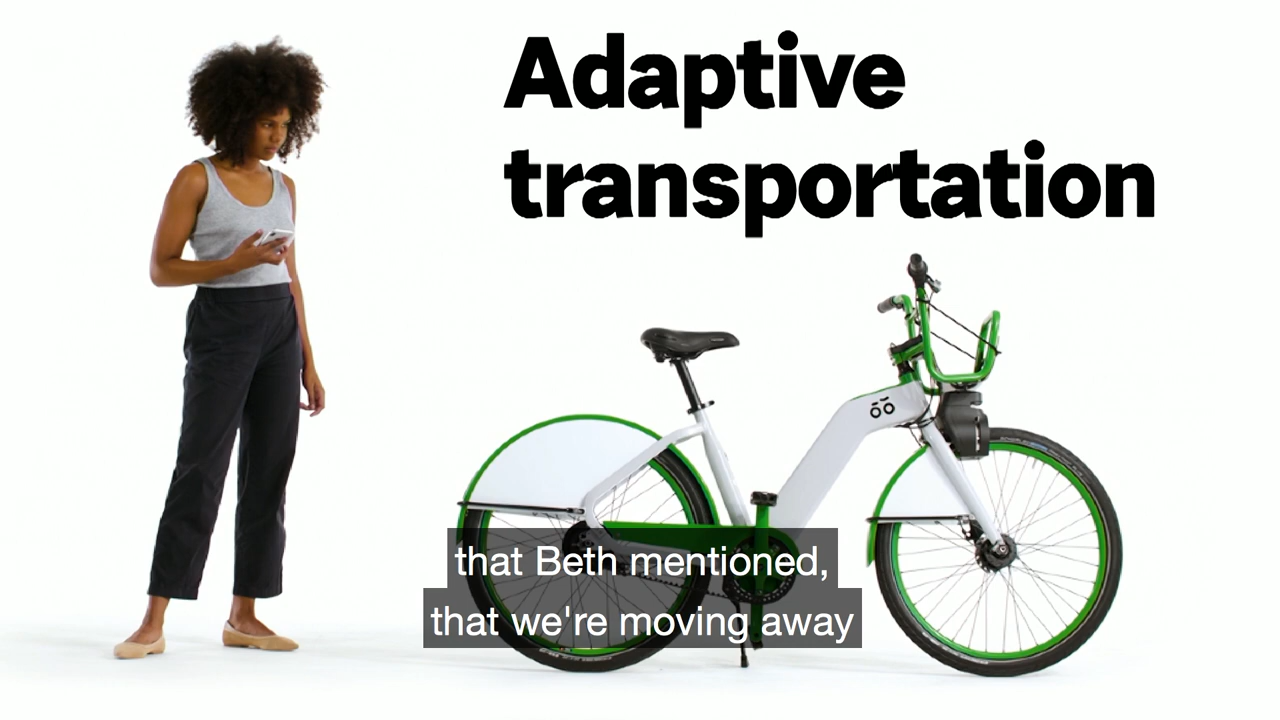 Adaptive
transportation
that Beth mentioned,
that we're moving away